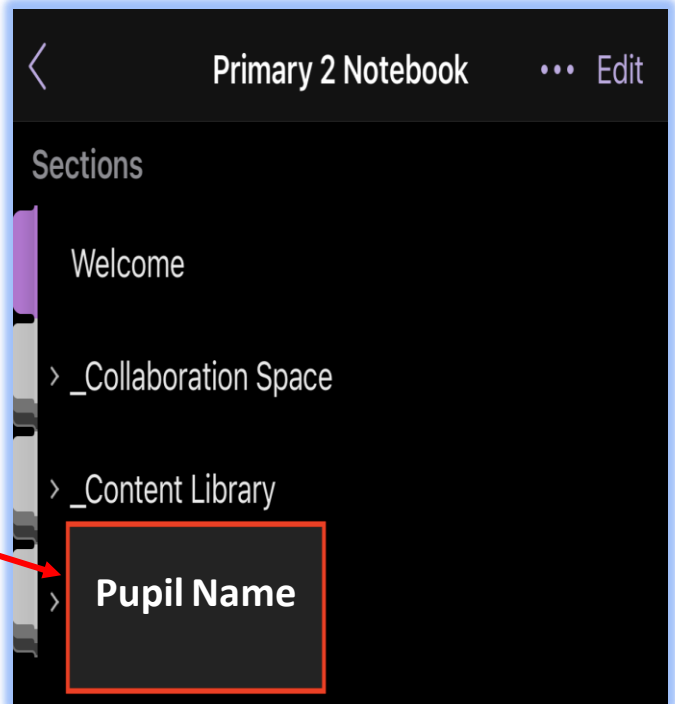 Primary 2 Notebook ••• Edit
Sections
Welcome
> _Collaboration Space
> _Content Library
> Pupil Name